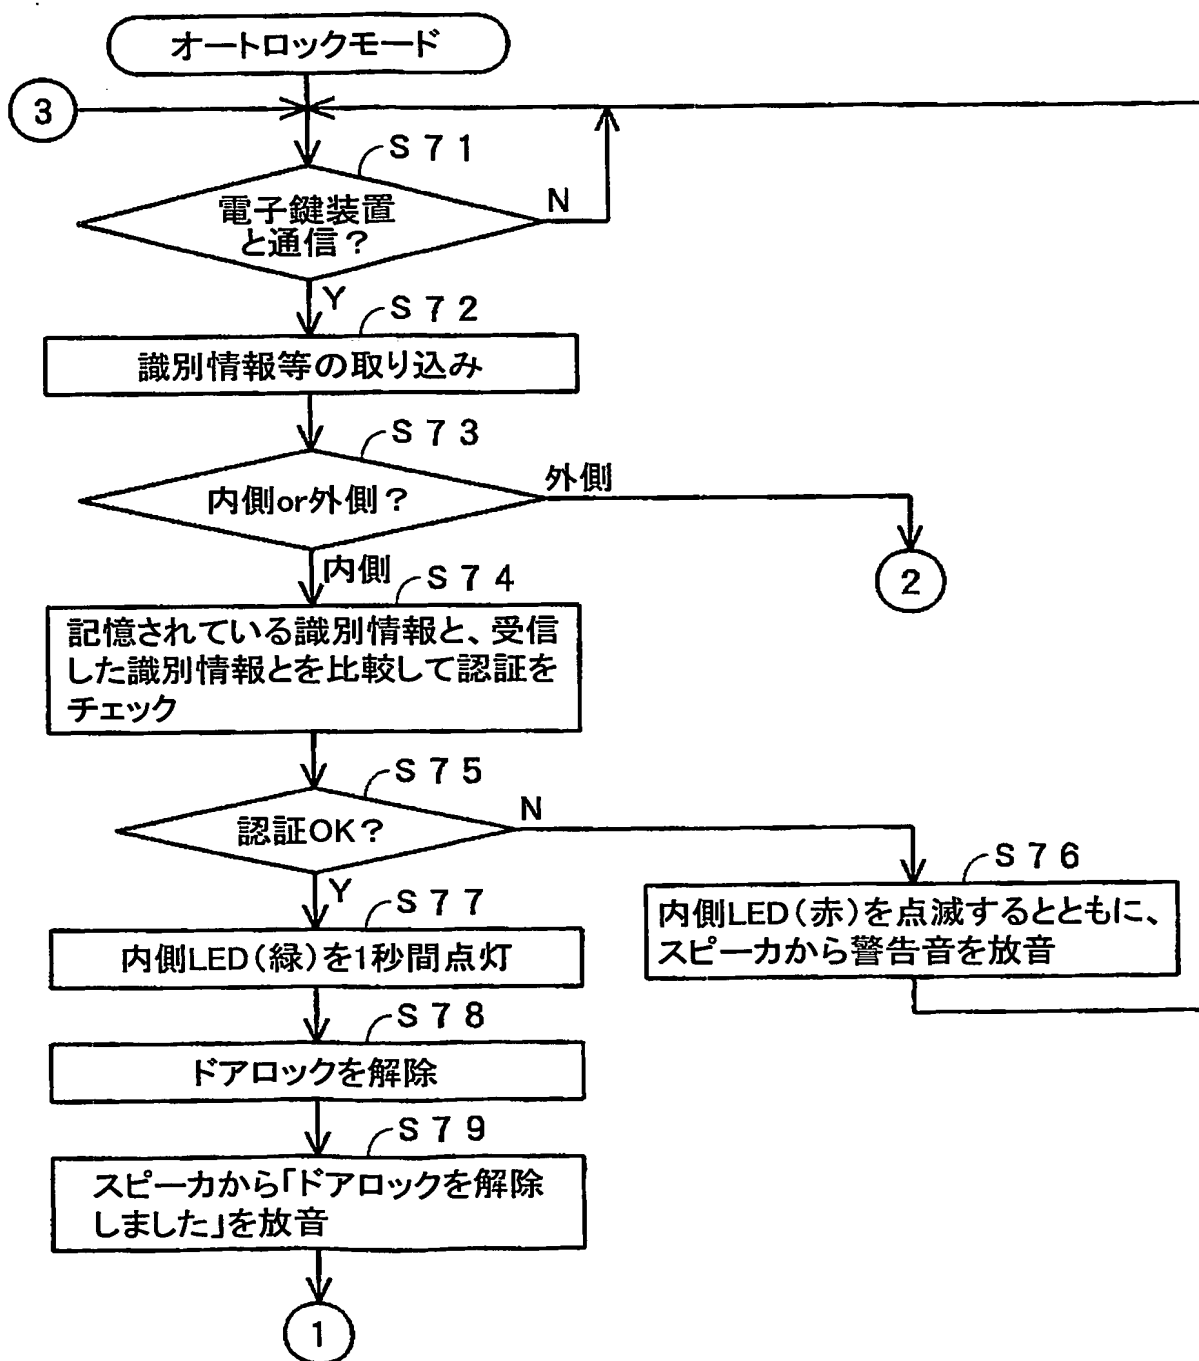 オートロックモード
3
S71
電子鍵装置
と通信？
N
Y
S72
識別情報等の取り込み
S73
内側or外側？
外側
2
内側
S74
記憶されている識別情報と、受信
した識別情報とを比較して認証を
チェック
S75
認証OK？
N
Y
S76
内側LED（赤）を点滅するとともに、
スピーカから警告音を放音
S77
内側LED（緑）を1秒間点灯
S78
ドアロックを解除
S79
スピーカから「ドアロックを解除
しました」を放音
1